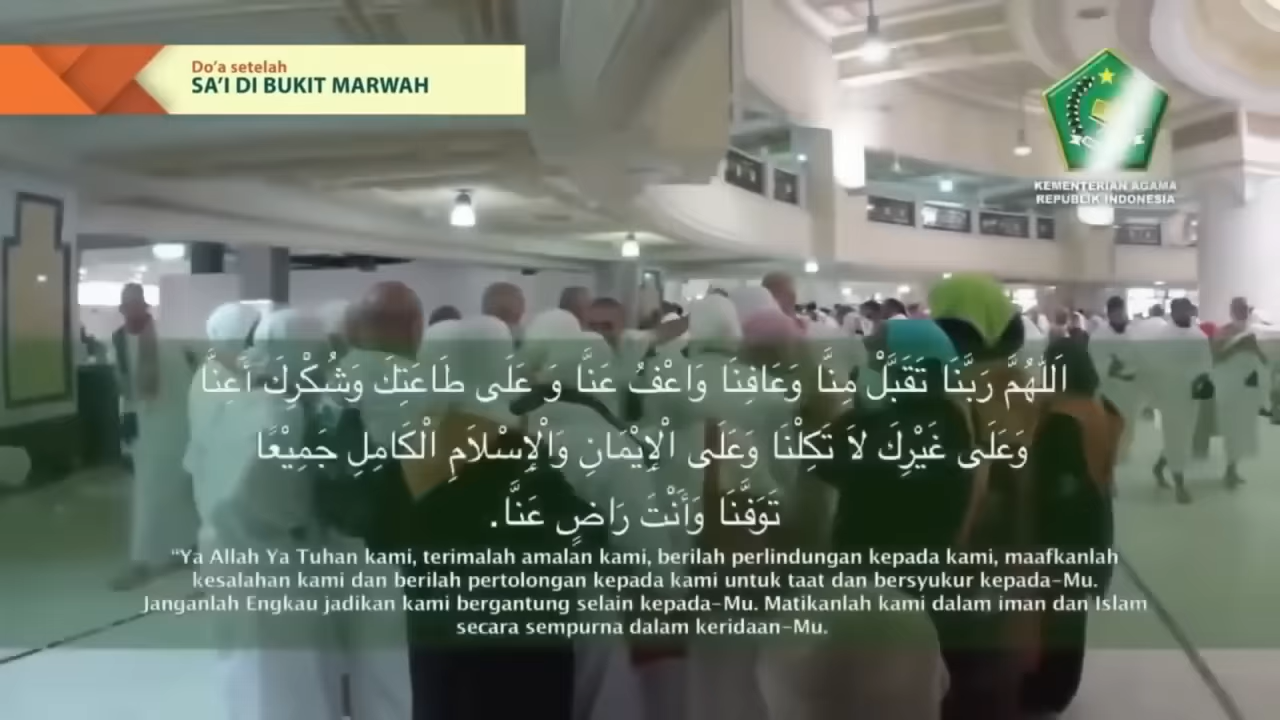 Do'a setelah
SA'I DI BUKIT MARWAH
KEMENTERIAN AGAMA
REPUBLIK INDONESIA
اَللّٰهُمَّ رَبَّنَا تَقَبَّلْ مِنَّا وَعَافِنَا وَاعْفُ عَنَّا وَ عَلَى طَاعَتِكَ وَشُكْرِكَ أَعِنَّا
وَعَلَى غَيْرِكَ لاَ تَكِلْنَا وَعَلَى الْإِيْمَانِ وَالْإِسْلَامِ الْكَامِلِ جَمِيْعًا
تَوَفَّنَا وَأَنْتَ رَاضٍ عَنَّا.
“Ya Allah Ya Tuhan kami, terimalah amalan kami, berilah perlindungan kepada kami, maafkanlah
kesalahan kami dan berilah pertolongan kepada kami untuk taat dan bersyukur kepada-Mu.
Janganlah Engkau jadikan kami bergantung selain kepada-Mu. Matikanlah kami dalam iman dan Islam
secara sempurna dalam keridaan-Mu.